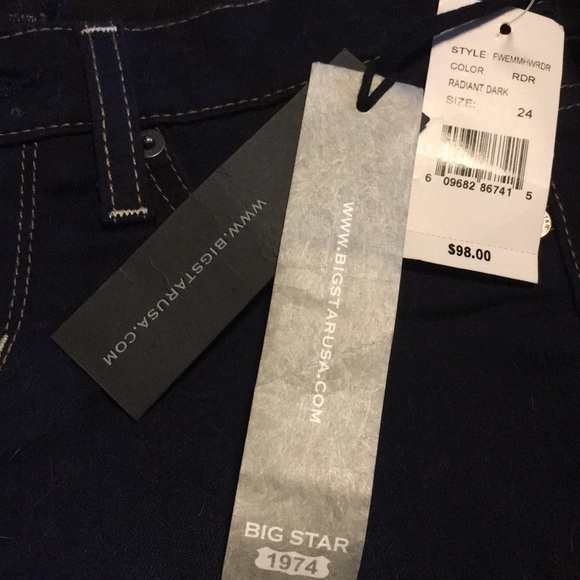 STYLE FWEMMHWRDR
COLOR RDR
RADIANT DARK
SIZE: 24
6 09682 86741 5
$98.00
WWW.BIGSTARUSA.COM
WWW.BIGSTARUSA.COM
BIG STAR
1974